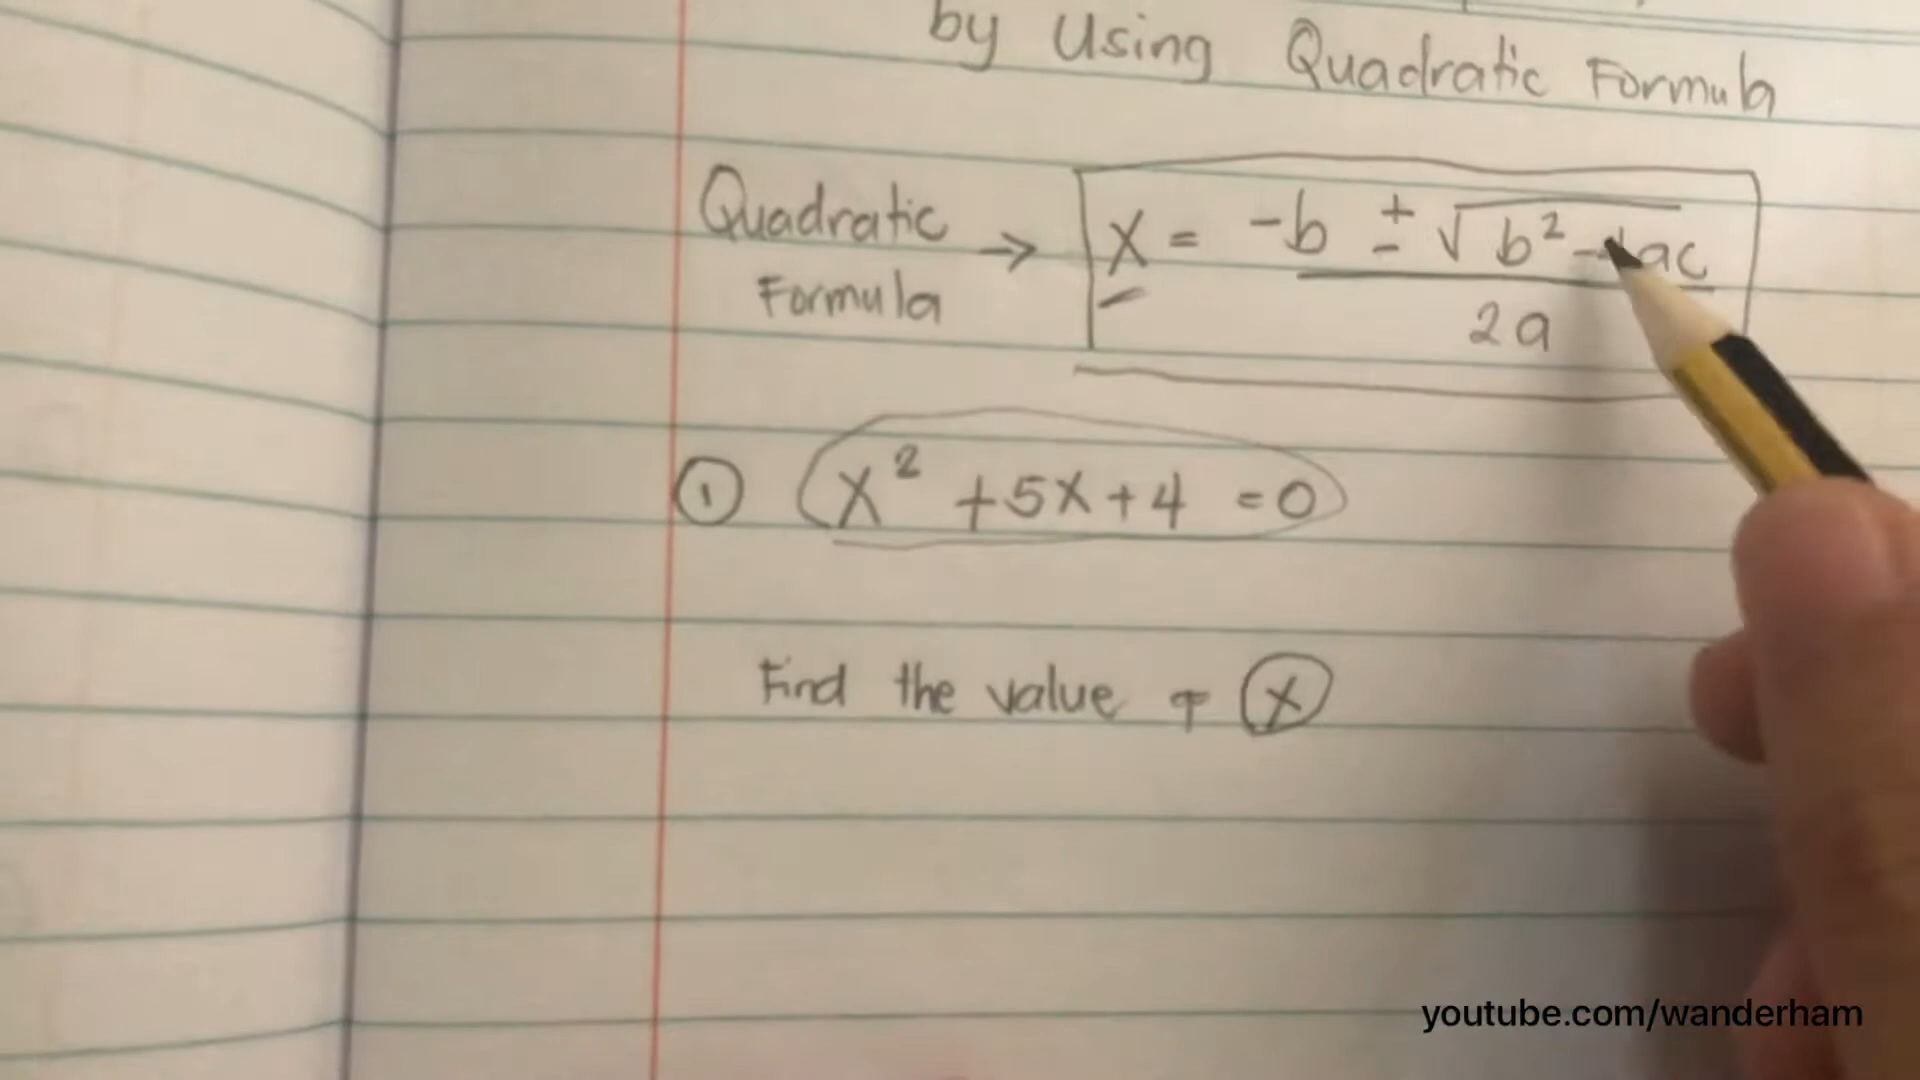 by Using Quadratic Formula
Quadratic Formula → x = -b ± √b² - 4ac / 2a
① x² + 5x + 4 = 0
Find the value of x
youtube.com/wanderham